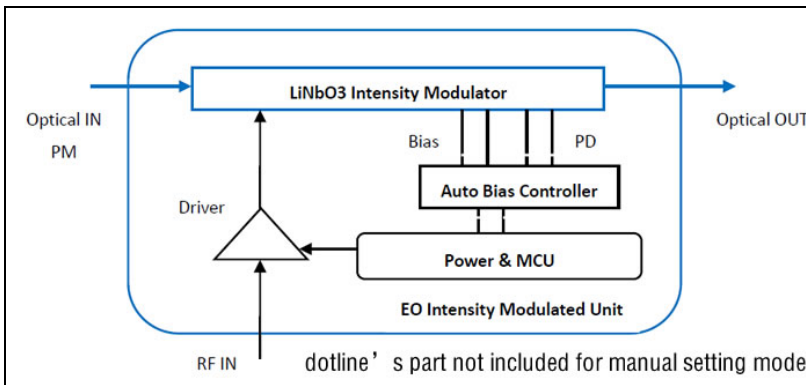 LiNbO3 Intensity Modulator
Optical IN
PM
Optical OUT
Bias
PD
Auto Bias Controller
Driver
Power & MCU
EO Intensity Modulated Unit
RF IN
dotline’ s part not included for manual setting mode